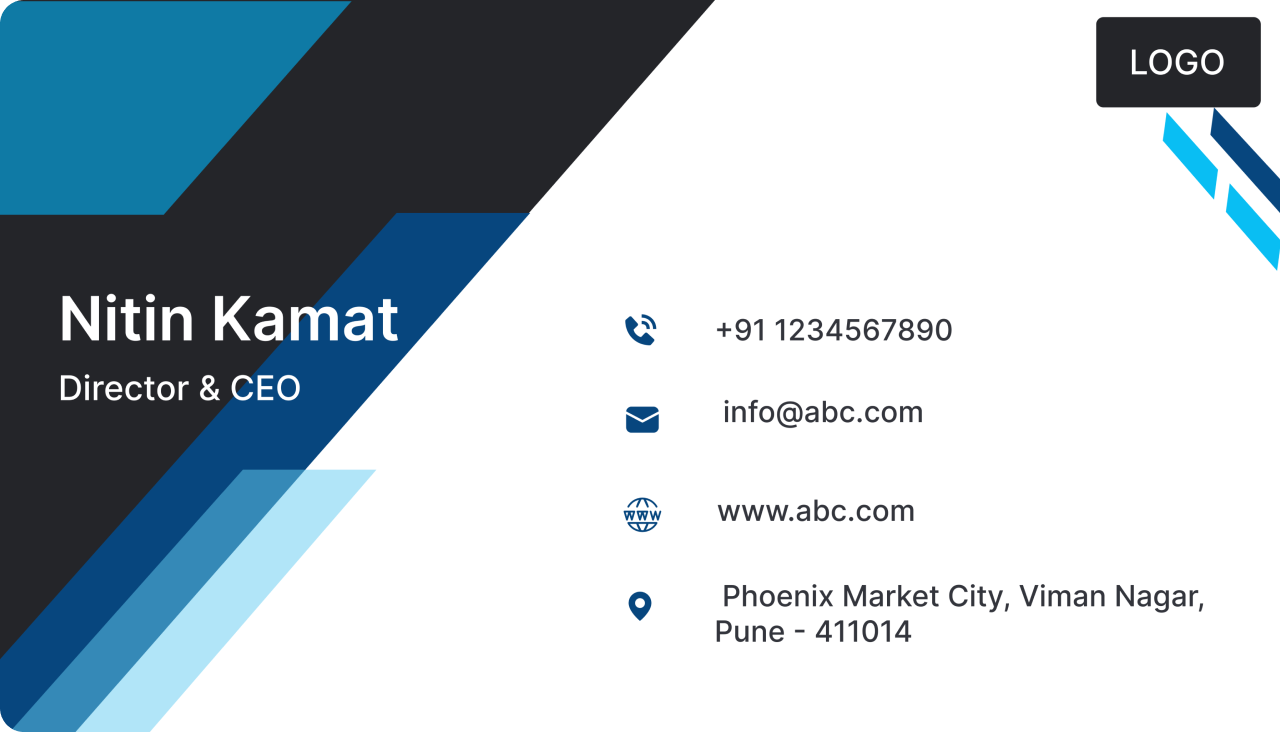 LOGO
Nitin Kamat
Director & CEO
+91 1234567890
info@abc.com
www
www.abc.com
Phoenix Market City, Viman Nagar,
Pune - 411014